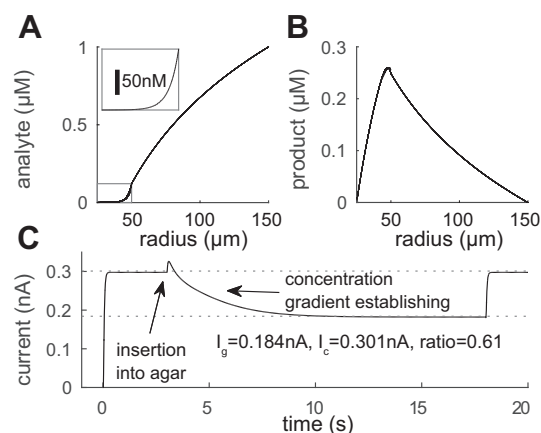 A
analyte (µM)
1
0.5
0
50nM
50
100
150
radius (µm)
B
product (µM)
0.3
0.2
0.1
0
50
100
150
radius (µm)
C
current (nA)
0.3
0.2
0.1
0
concentration
gradient establishing
insertion
into agar
I_g=0.184nA, I_c=0.301nA, ratio=0.61
0
5
10
15
20
time (s)